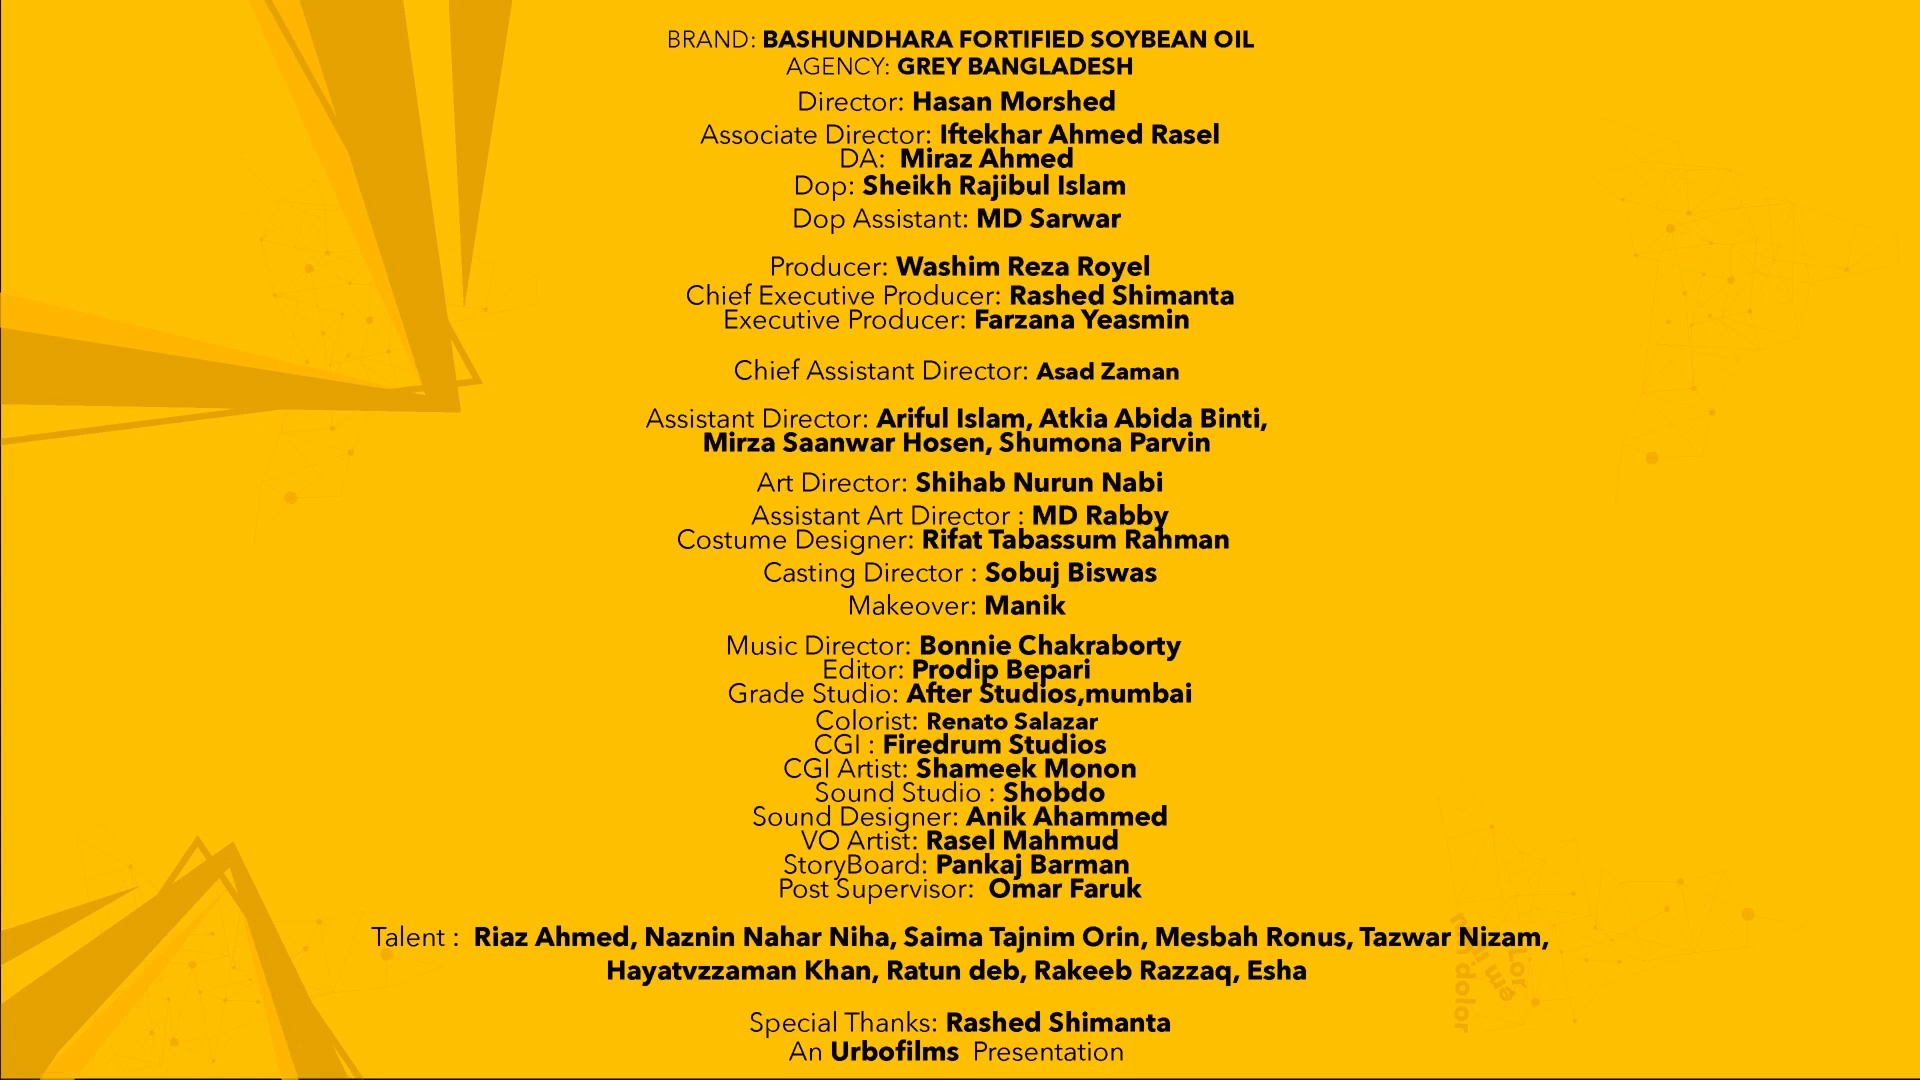 BRAND: BASHUNDHARA FORTIFIED SOYBEAN OIL
AGENCY: GREY BANGLADESH
Director: Hasan Morshed
Associate Director: Iftekhar Ahmed Rasel
DA: Miraz Ahmed
Dop: Sheikh Rajibul Islam
Dop Assistant: MD Sarwar
Producer: Washim Reza Royel
Chief Executive Producer: Rashed Shimanta
Executive Producer: Farzana Yeasmin
Chief Assistant Director: Asad Zaman
Assistant Director: Ariful Islam, Atkia Abida Binti,
Mirza Saanwar Hosen, Shumona Parvin
Art Director: Shihab Nurun Nabi
Assistant Art Director : MD Rabby
Costume Designer: Rifat Tabassum Rahman
Casting Director : Sobuj Biswas
Makeover: Manik
Music Director: Bonnie Chakraborty
Editor: Prodip Bepari
Grade Studio: After Studios,mumbai
Colorist: Renato Salazar
CGI : Firedrum Studios
CGI Artist: Shameek Monon
Sound Studio : Shobdo
Sound Designer: Anik Ahammed
VO Artist: Rasel Mahmud
StoryBoard: Pankaj Barman
Post Supervisor: Omar Faruk
Talent : Riaz Ahmed, Naznin Nahar Niha, Saima Tajnim Orin, Mesbah Ronus, Tazwar Nizam,
Hayatvzzaman Khan, Ratun deb, Rakeeb Razzaq, Esha
Special Thanks: Rashed Shimanta
An Urbofilms Presentation
dolor